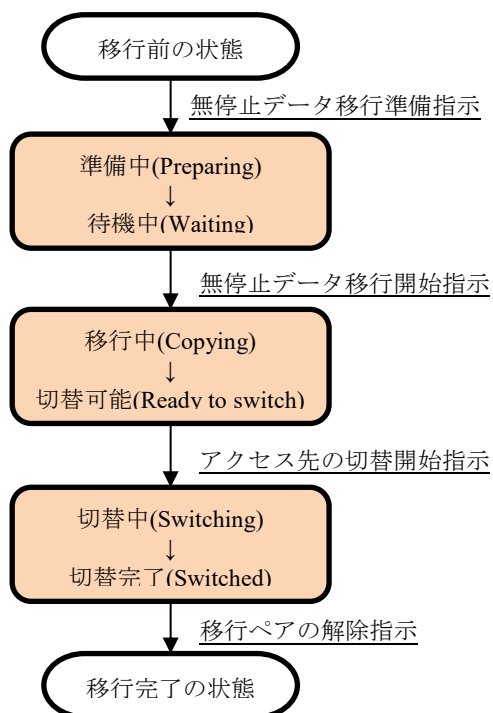 移行前の状態
無停止データ移行準備指示
準備中(Preparing)
↓
待機中(Waiting)
無停止データ移行開始指示
移行中(Copying)
↓
切替可能(Ready to switch)
アクセス先の切替開始指示
切替中(Switching)
↓
切替完了(Switched)
移行ペアの解除指示
移行完了の状態